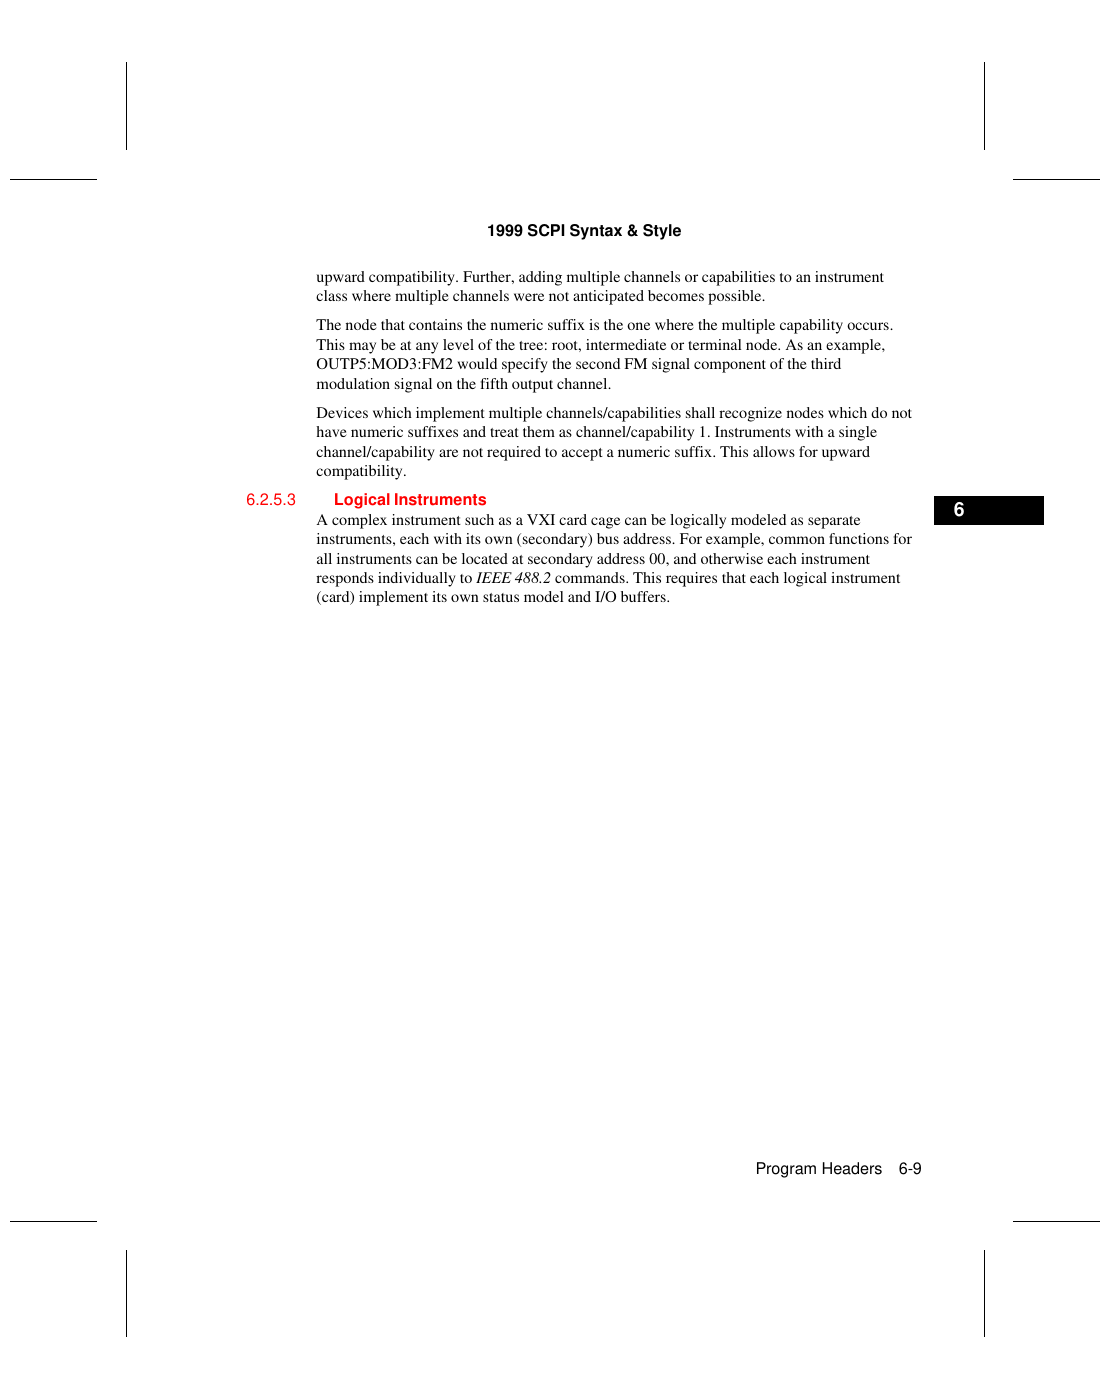 1999 SCPI Syntax & Style
upward compatibility. Further, adding multiple channels or capabilities to an instrument
class where multiple channels were not anticipated becomes possible.
The node that contains the numeric suffix is the one where the multiple capability occurs.
This may be at any level of the tree: root, intermediate or terminal node. As an example,
OUTP5:MOD3:FM2 would specify the second FM signal component of the third
modulation signal on the fifth output channel.
Devices which implement multiple channels/capabilities shall recognize nodes which do not
have numeric suffixes and treat them as channel/capability 1. Instruments with a single
channel/capability are not required to accept a numeric suffix. This allows for upward
compatibility.
6.2.5.3 Logical Instruments
6
A complex instrument such as a VXI card cage can be logically modeled as separate
instruments, each with its own (secondary) bus address. For example, common functions for
all instruments can be located at secondary address 00, and otherwise each instrument
responds individually to IEEE 488.2 commands. This requires that each logical instrument
(card) implement its own status model and I/O buffers.
Program Headers 6-9